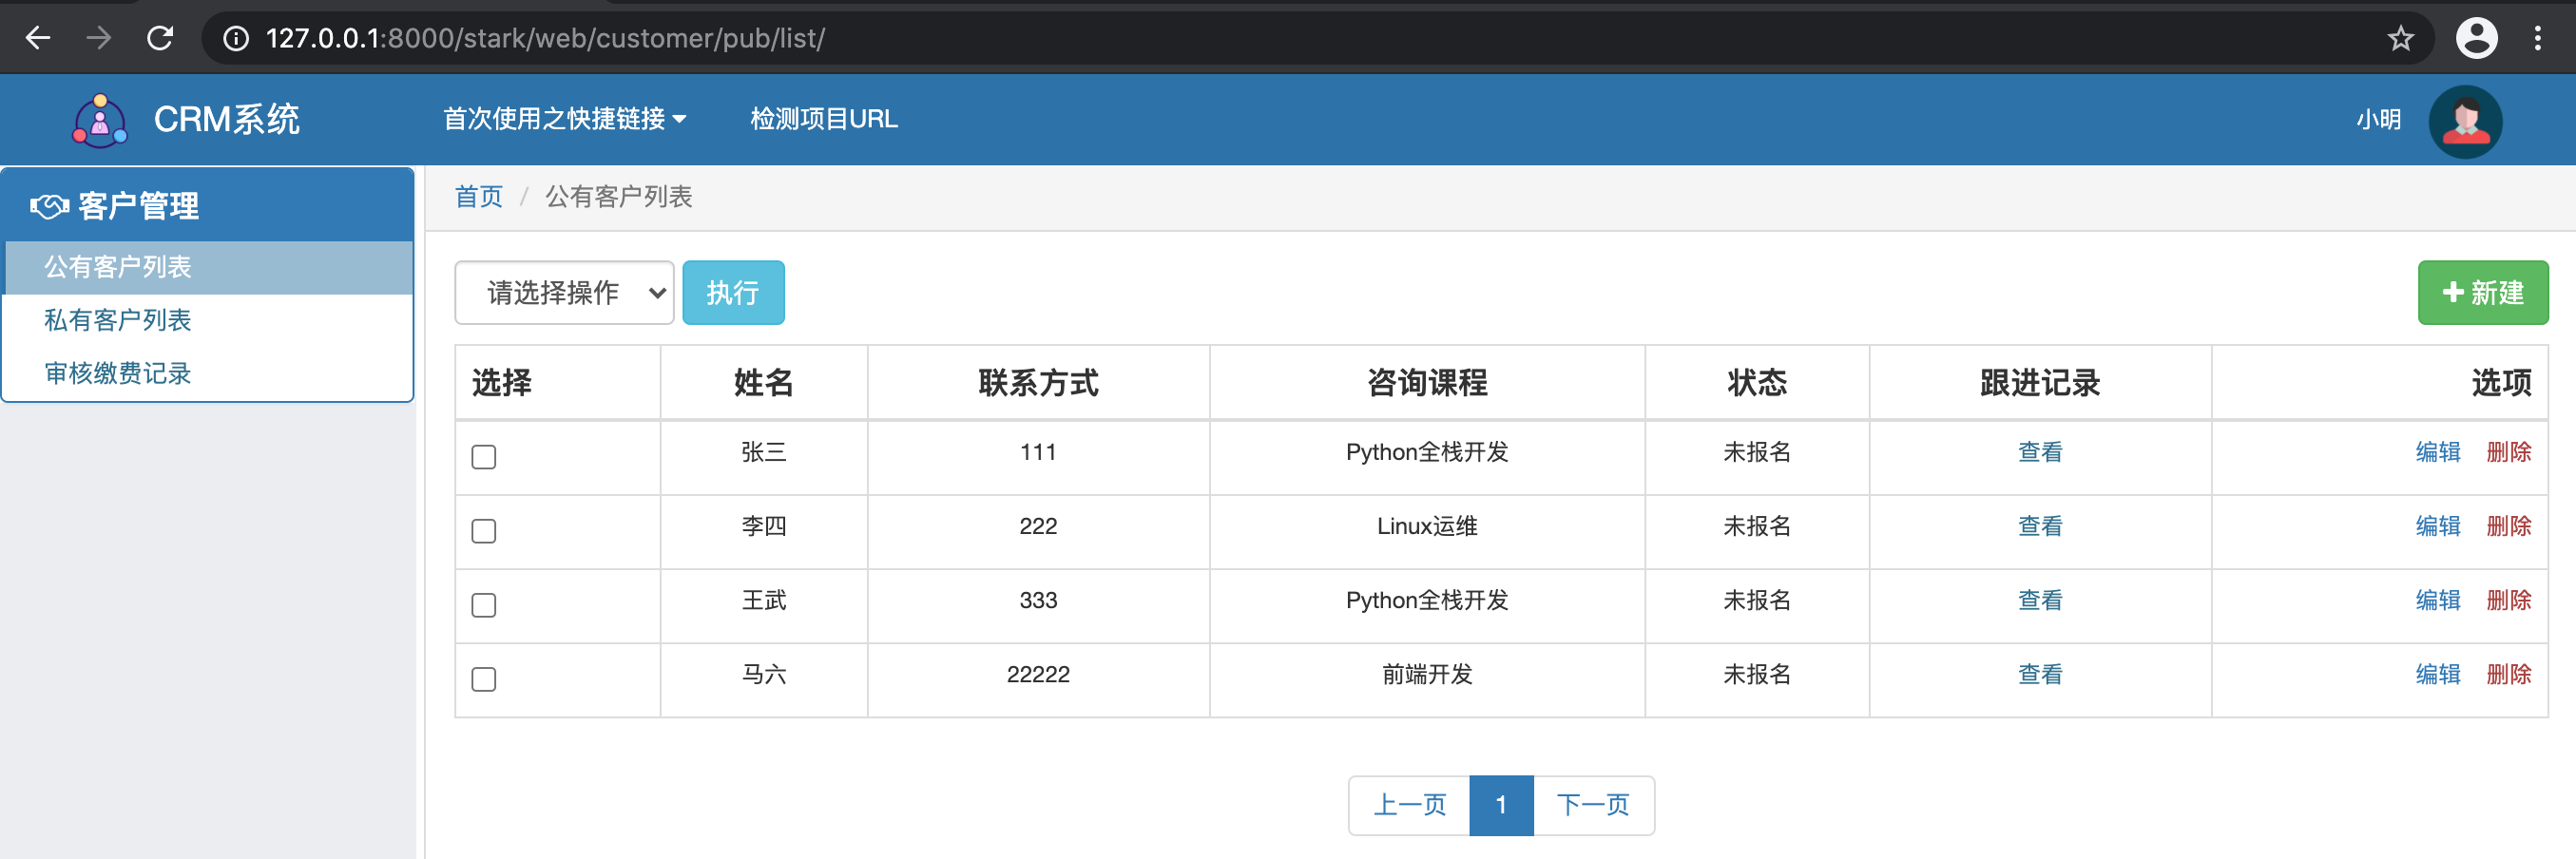 127.0.0.1:8000/stark/web/customer/pub/list/
CRM系统 首次使用之快捷链接 检测项目URL 小明
客户管理
公有客户列表
私有客户列表
审核缴费记录
首页 / 公有客户列表
请选择操作 执行 新建
选择 姓名 联系方式 咨询课程 状态 跟进记录 选项
张三 111 Python全栈开发 未报名 查看 编辑 删除
李四 222 Linux运维 未报名 查看 编辑 删除
王武 333 Python全栈开发 未报名 查看 编辑 删除
马六 22222 前端开发 未报名 查看 编辑 删除
上一页 1 下一页